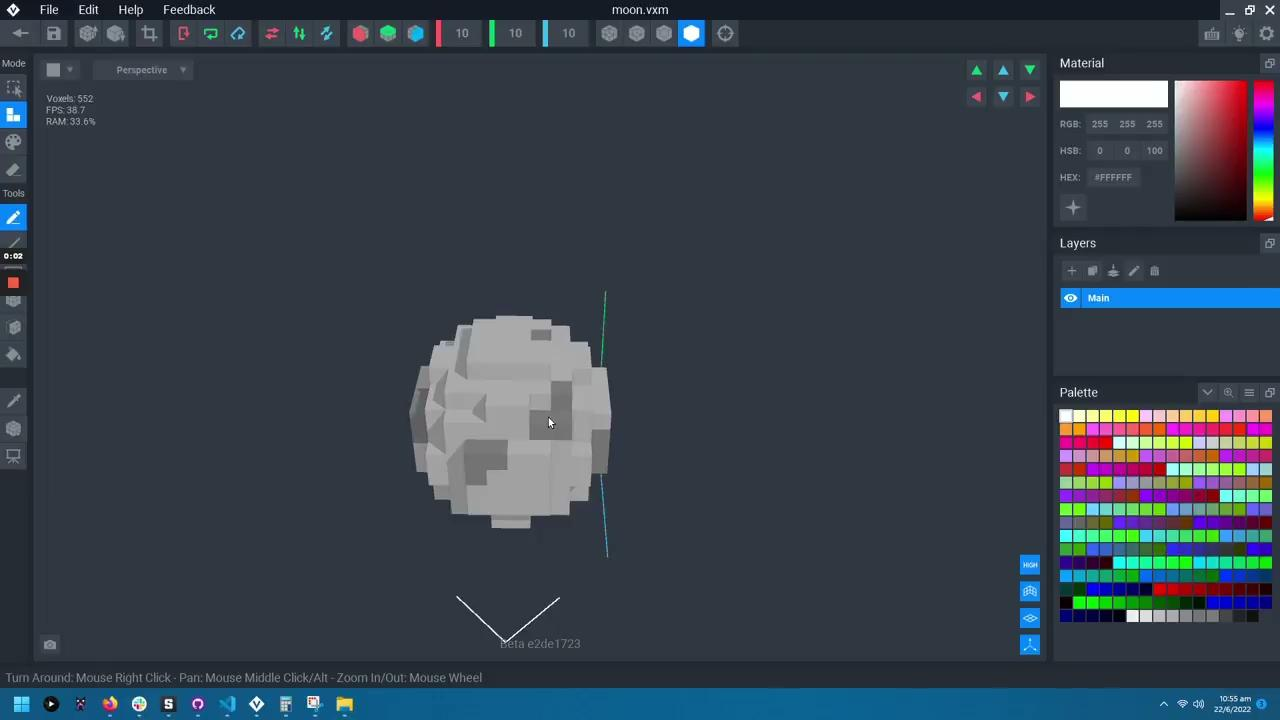 File Edit Help Feedback moon.vxm
10 10 10
Mode
Perspective
Voxels: 552
FPS: 38.7
RAM: 33.6%
Tools
0:02
Material
RGB: 255 255 255
HSB: 0 0 100
HEX: #FFFFFF
Layers
Main
Palette
HIGH
Beta e2de1723
Turn Around: Mouse Right Click - Pan: Mouse Middle Click/Alt - Zoom In/Out: Mouse Wheel
10:55 am
22/6/2022
3